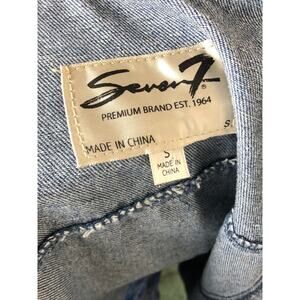 Seven7
PREMIUM BRAND EST. 1964
MADE IN CHINA
S
S
MADE IN
CHINA